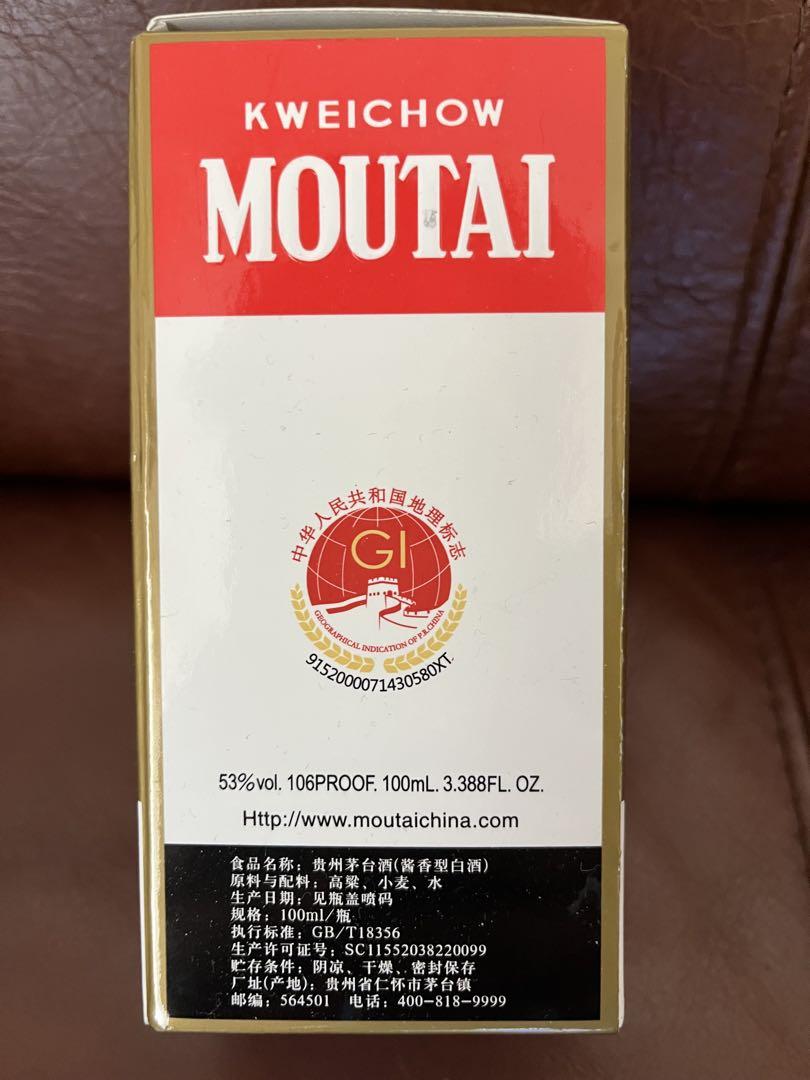 KWEICHOW
MOUTAI
中华人民共和国地理标志
GI
GEOGRAPHICAL INDICATION OF P.R.CHINA
9152000071430580XT.
53%vol. 106PROOF. 100mL. 3.388FL. OZ.
Http://www.moutaichina.com
食品名称：贵州茅台酒(酱香型白酒)
原料与配料：高粱、小麦、水
生产日期：见瓶盖喷码
规格：100ml/瓶
执行标准：GB/T18356
生产许可证号：SC11552038220099
贮存条件：阴凉、干燥、密封保存
厂址(产地)：贵州省仁怀市茅台镇
邮编：564501 电话：400-818-9999